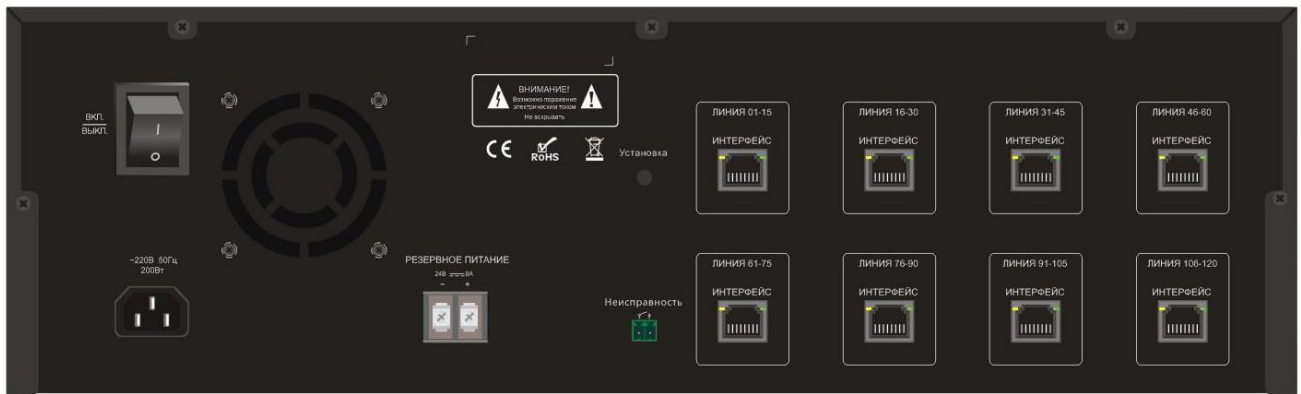 ВКЛ.
ВЫКЛ.
~220В 50Гц
200Вт
ВНИМАНИЕ!
Возможно поражение
электрическим током
Не вскрывать
CE
RoHS
Установка
РЕЗЕРВНОЕ ПИТАНИЕ
24В 8А
− +
Неисправность
ЛИНИЯ 01-15
ИНТЕРФЕЙС
ЛИНИЯ 16-30
ИНТЕРФЕЙС
ЛИНИЯ 31-45
ИНТЕРФЕЙС
ЛИНИЯ 46-60
ИНТЕРФЕЙС
ЛИНИЯ 61-75
ИНТЕРФЕЙС
ЛИНИЯ 76-90
ИНТЕРФЕЙС
ЛИНИЯ 91-105
ИНТЕРФЕЙС
ЛИНИЯ 106-120
ИНТЕРФЕЙС